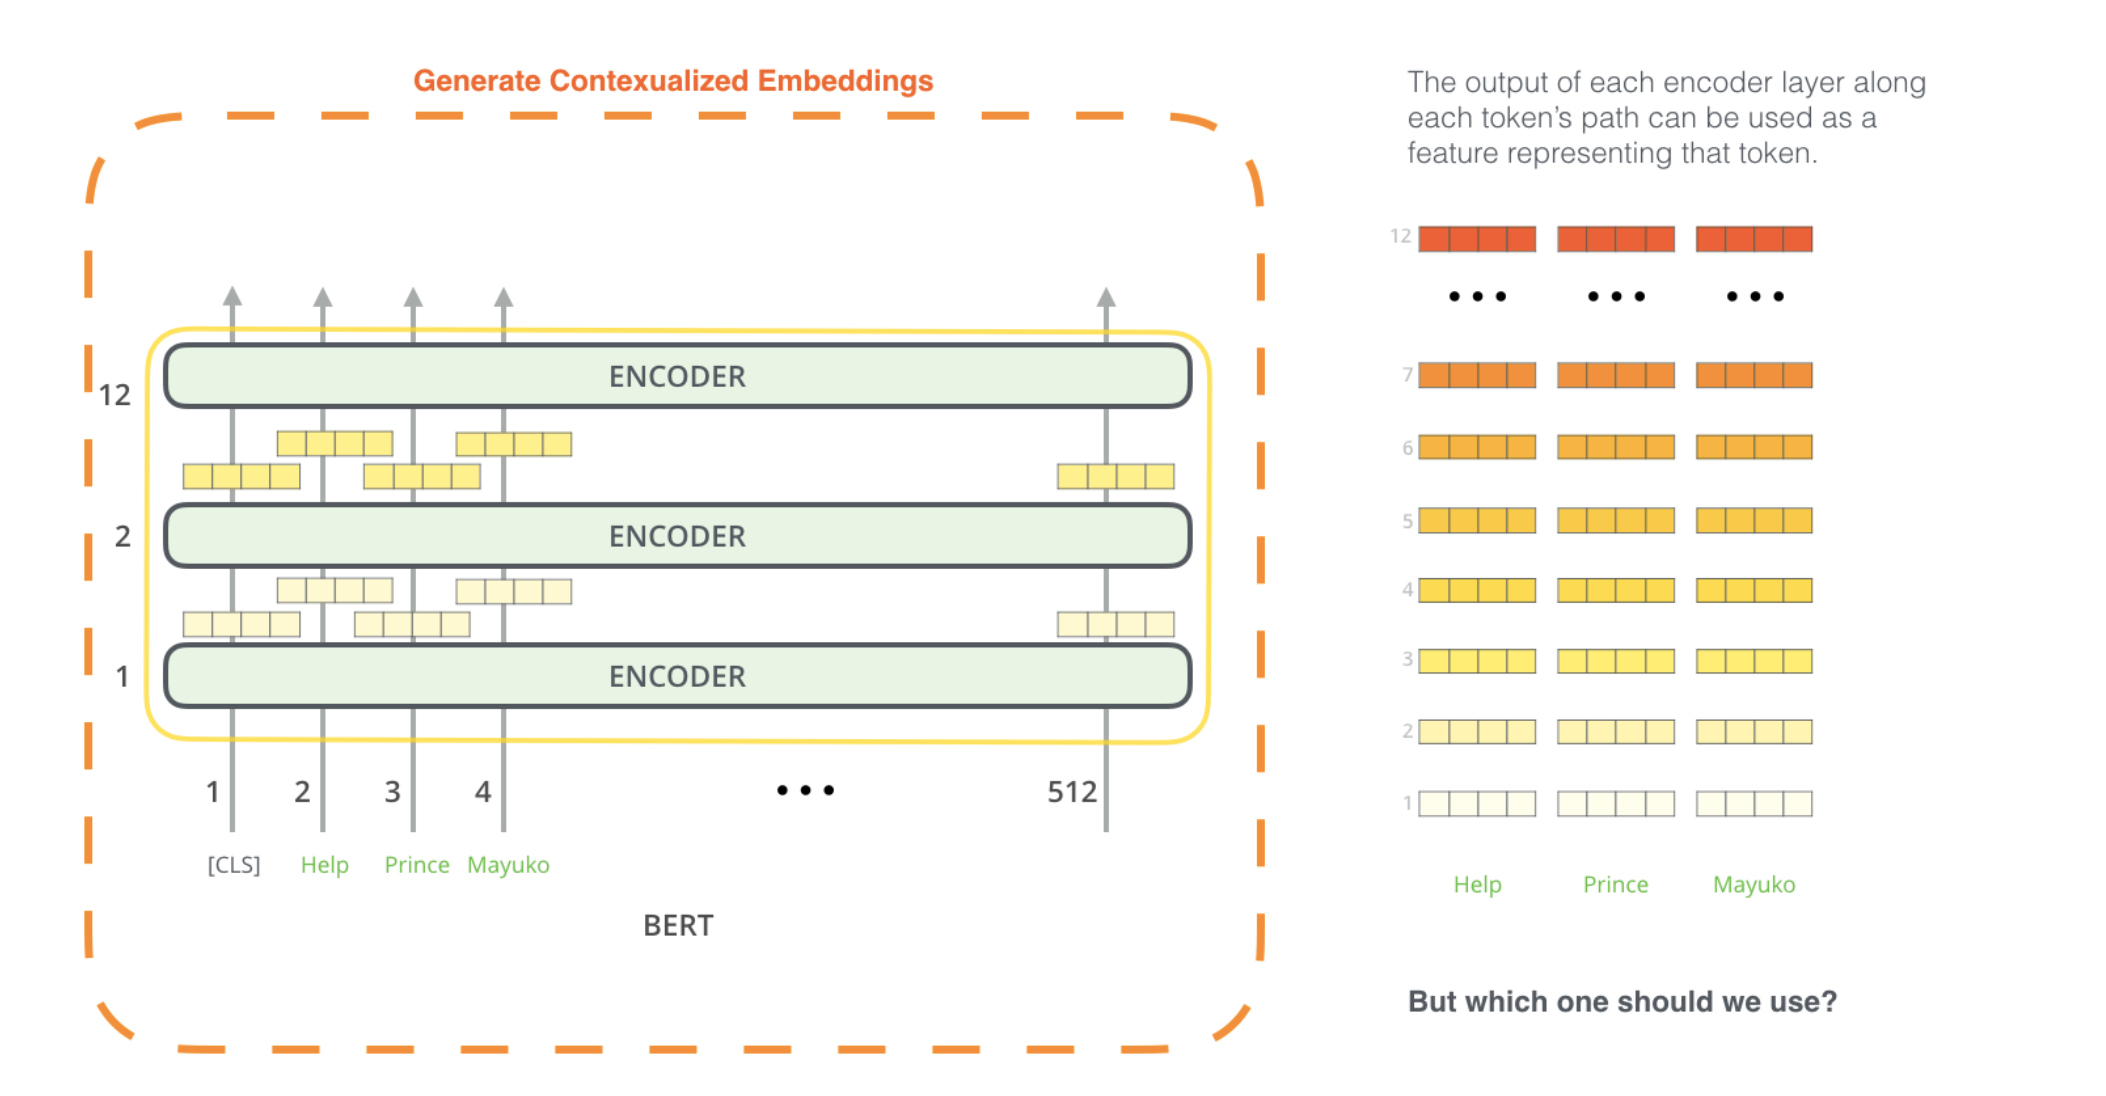 Generate Contexualized Embeddings
ENCODER
12
ENCODER
2
ENCODER
1
1 2 3 4 ••• 512
[CLS] Help Prince Mayuko
BERT
The output of each encoder layer along
each token's path can be used as a
feature representing that token.
12
••• ••• •••
7
6
5
4
3
2
1
Help Prince Mayuko
But which one should we use?